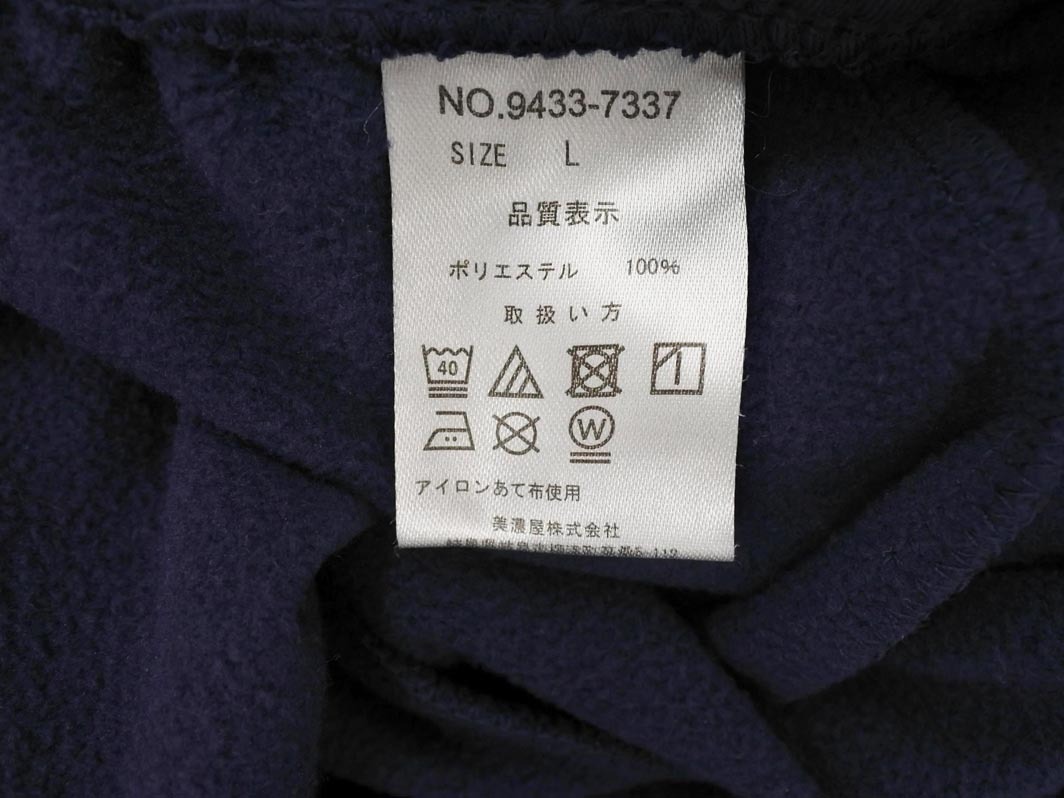 NO.9433-7337
SIZE L
品質表示
ポリエステル 100%
取扱い方
40
W
アイロンあて布使用
美濃屋株式会社